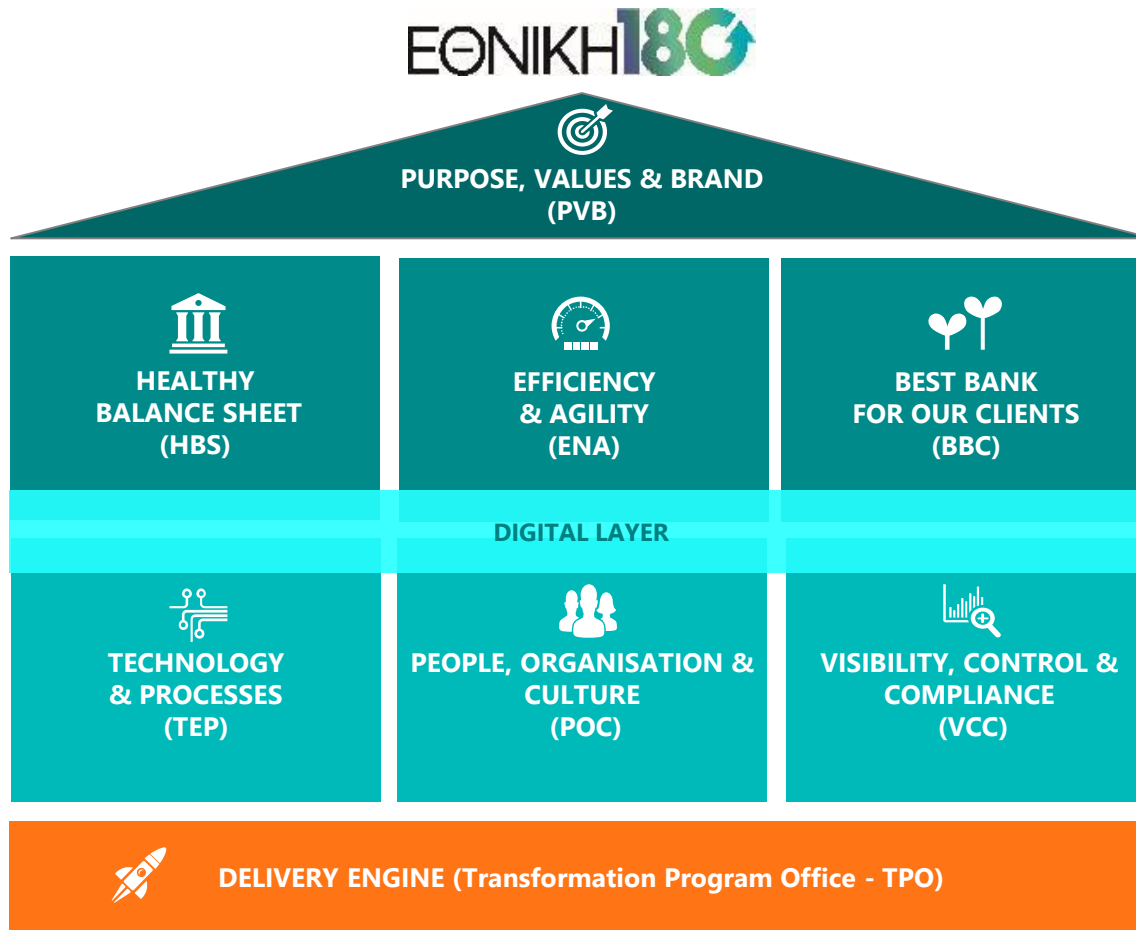 ΕΘΝΙΚΗ180
PURPOSE, VALUES & BRAND
(PVB)
HEALTHY
BALANCE SHEET
(HBS)
EFFICIENCY
& AGILITY
(ENA)
BEST BANK
FOR OUR CLIENTS
(BBC)
DIGITAL LAYER
TECHNOLOGY
& PROCESSES
(TEP)
PEOPLE, ORGANISATION &
CULTURE
(POC)
VISIBILITY, CONTROL &
COMPLIANCE
(VCC)
DELIVERY ENGINE (Transformation Program Office - TPO)